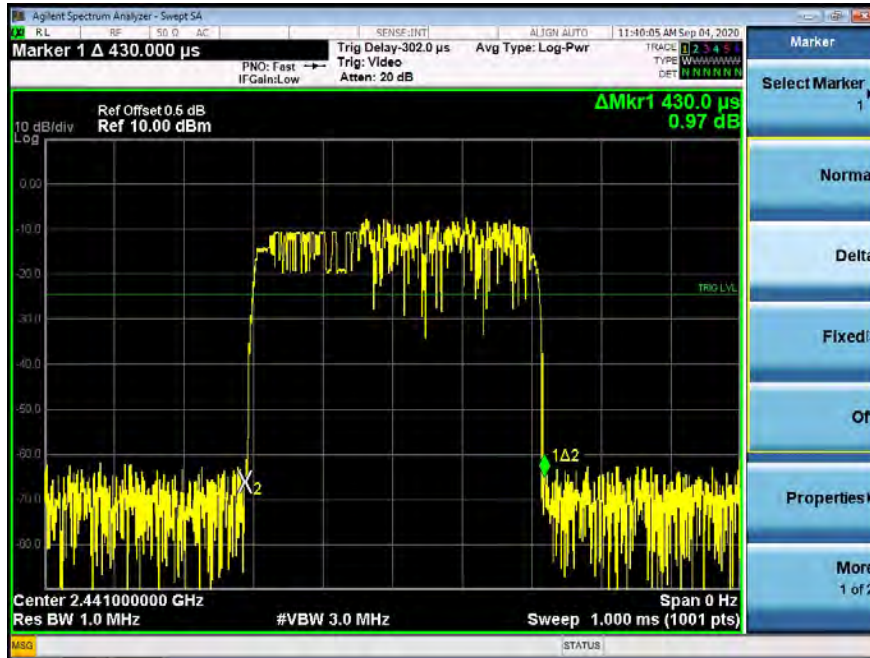 Agilent Spectrum Analyzer - Swept SA
RL RF 50 Ω AC SENSE:INT ALIGN AUTO 11:40:05 AM Sep 04, 2020
Marker 1 Δ 430.000 µs
PNO: Fast
IFGain:Low
Trig Delay-302.0 µs
Trig: Video
Atten: 20 dB
Avg Type: Log-Pwr
TRACE 1 2 3 4 5
TYPE W
DET N N N N N N
ΔMkr1 430.0 µs
0.97 dB
Ref Offset 0.6 dB
10 dB/div Ref 10.00 dBm
Log
0.00
-10.0
-20.0
TRIG LVL
-30.0
-40.0
-50.0
-60.0
1Δ2
2
-70.0
-80.0
Center 2.441000000 GHz Span 0 Hz
Res BW 1.0 MHz #VBW 3.0 MHz Sweep 1.000 ms (1001 pts)
MSG STATUS
Marker
Select Marker
1
Norma
Delta
Fixed
Of
Properties
More
1 of 2